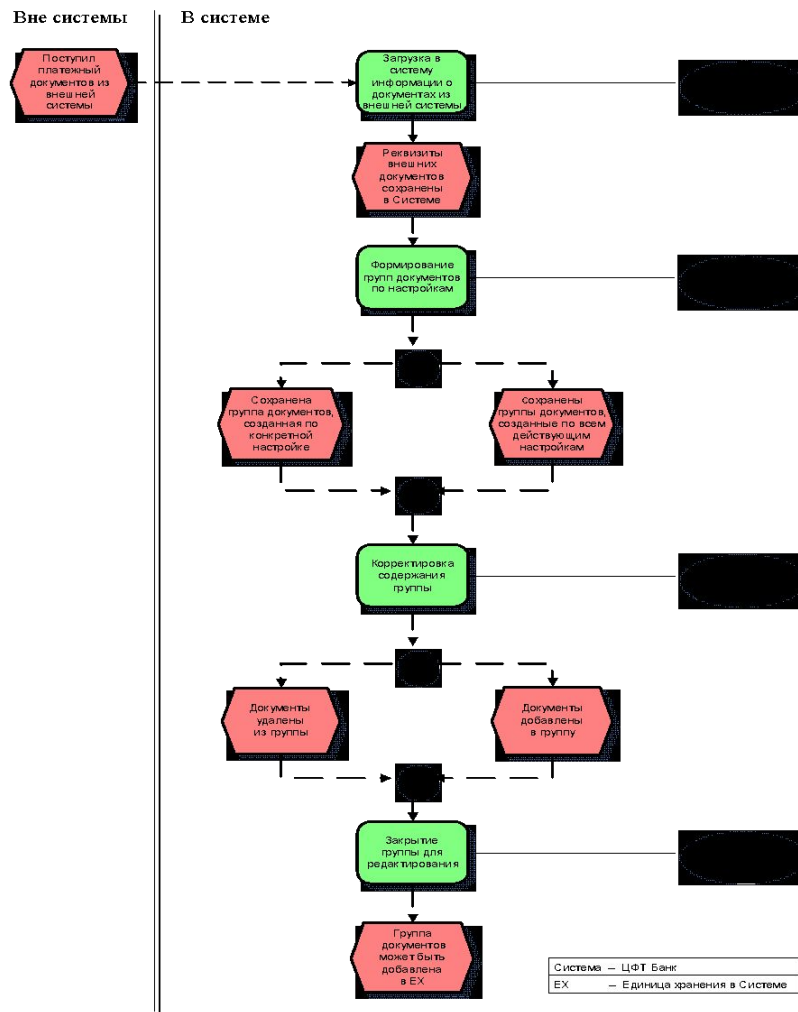 Вне системы
В системе
Поступил
платежный
документов из
внешней
системы
Загрузка в
систему
информации о
документах из
внешней системы
Реквизиты
внешних
документов
сохранены
в Системе
Формирование
групп документов
по настройкам
Сохранена
группа документов,
созданная по
конкретной
настройке
Сохранены
группы документов,
созданные по всем
действующим
настройкам
Корректировка
содержания
группы
Документы
удалены
из группы
Документы
добавлены
в группу
Закрытие
группы для
редактирования
Группа
документов
может быть
добавлена
в ЕХ
Система – ЦФТ Банк
ЕХ – Единица хранения в Системе